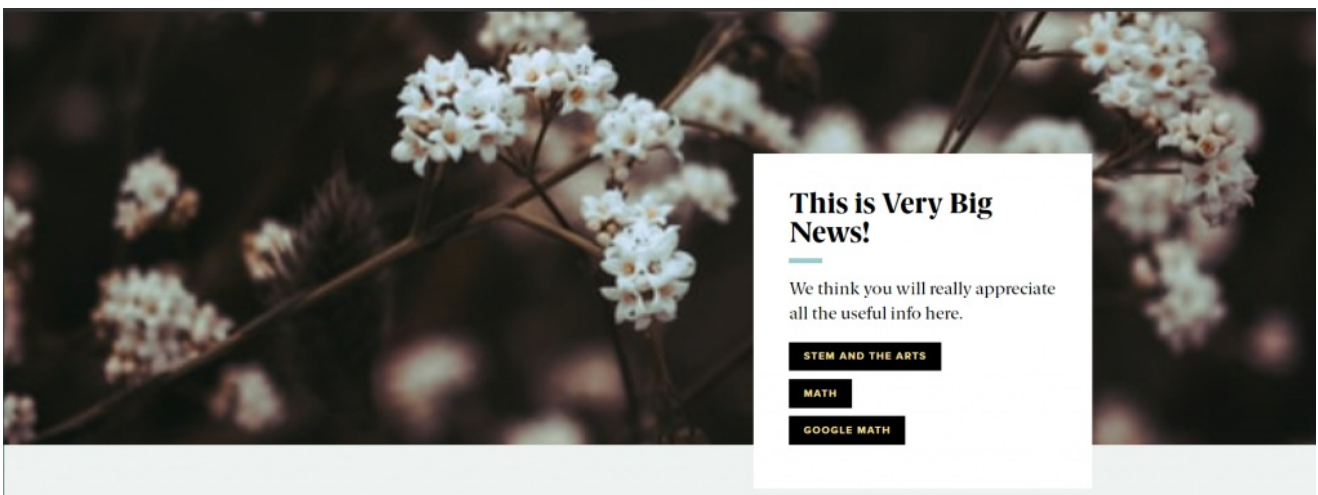 This is Very Big
News!
We think you will really appreciate
all the useful info here.
STEM AND THE ARTS
MATH
GOOGLE MATH